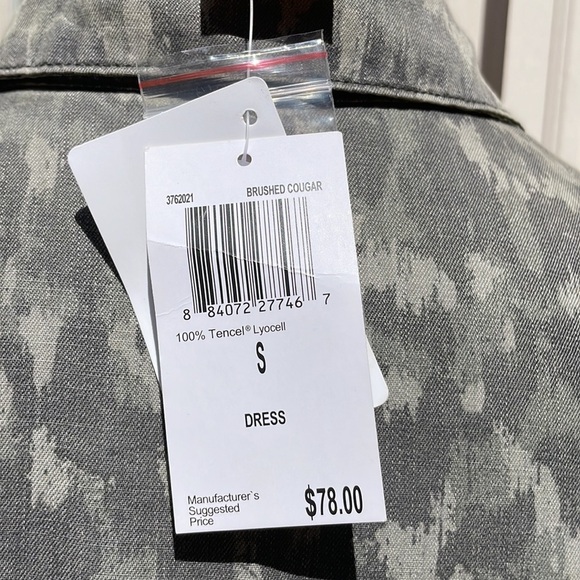 3762021 BRUSHED COUGAR
8 84072 27746 7
100% Tencel® Lyocell
S
DRESS
Manufacturer`s
Suggested
Price
$78.00